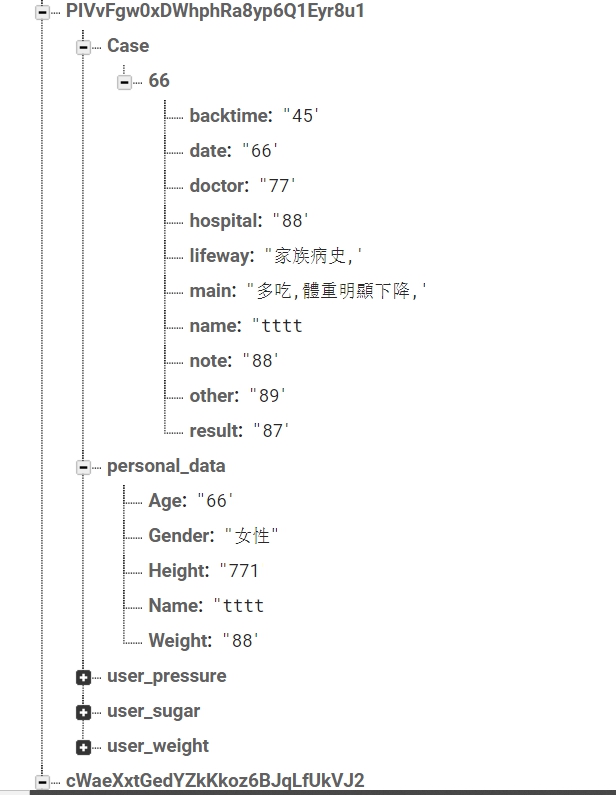 PIVvFgw0xDWhphRa8yp6Q1Eyr8u1
Case
66
backtime: "45'
date: "66'
doctor: "77'
hospital: "88'
lifeway: "家族病史,'
main: "多吃,體重明顯下降,'
name: "tttt
note: "88'
other: "89'
result: "87'
personal_data
Age: "66'
Gender: "女性"
Height: "771
Name: "tttt
Weight: "88'
user_pressure
user_sugar
user_weight
cWaeXxtGedYZkKkoz6BJqLfUkVJ2